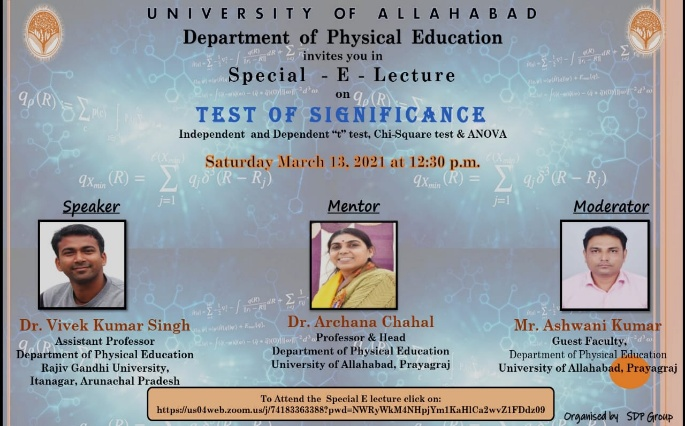 UNIVERSITY OF ALLAHABAD
Department of Physical Education
invites you in
Special - E - Lecture
on
TEST OF SIGNIFICANCE
Independent and Dependent “t” test, Chi-Square test & ANOVA
Saturday March 13, 2021 at 12:30 p.m.
Speaker
Dr. Vivek Kumar Singh
Assistant Professor
Department of Physical Education
Rajiv Gandhi University,
Itanagar, Arunachal Pradesh
Mentor
Dr. Archana Chahal
Professor & Head
Department of Physical Education
University of Allahabad, Prayagraj
Moderator
Mr. Ashwani Kumar
Guest Faculty,
Department of Physical Education
University of Allahabad, Prayagraj
To Attend the Special E lecture click on:
https://us04web.zoom.us/j/74183363388?pwd=NWRyWkM4NHpjYm1KaHlCa2wvZ1FDdz09
Organised by SDP Group